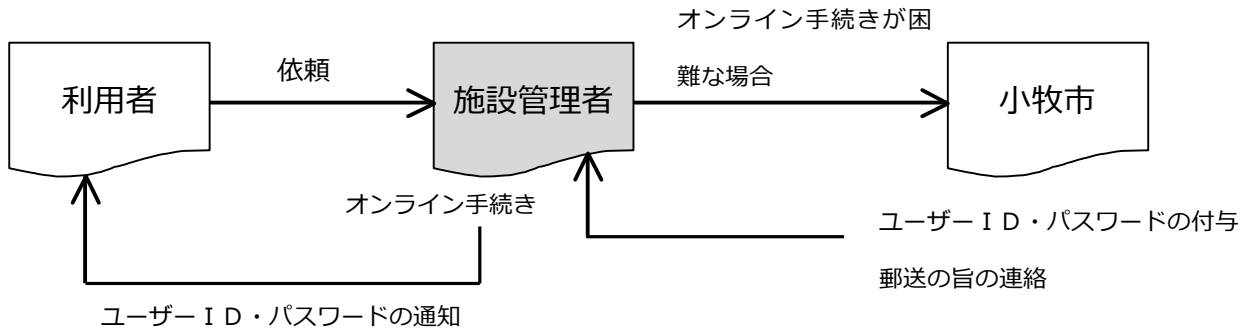 オンライン手続きが困
難な場合
依頼
利用者
施設管理者
小牧市
オンライン手続き
ユーザーＩＤ・パスワードの付与
郵送の旨の連絡
ユーザーＩＤ・パスワードの通知